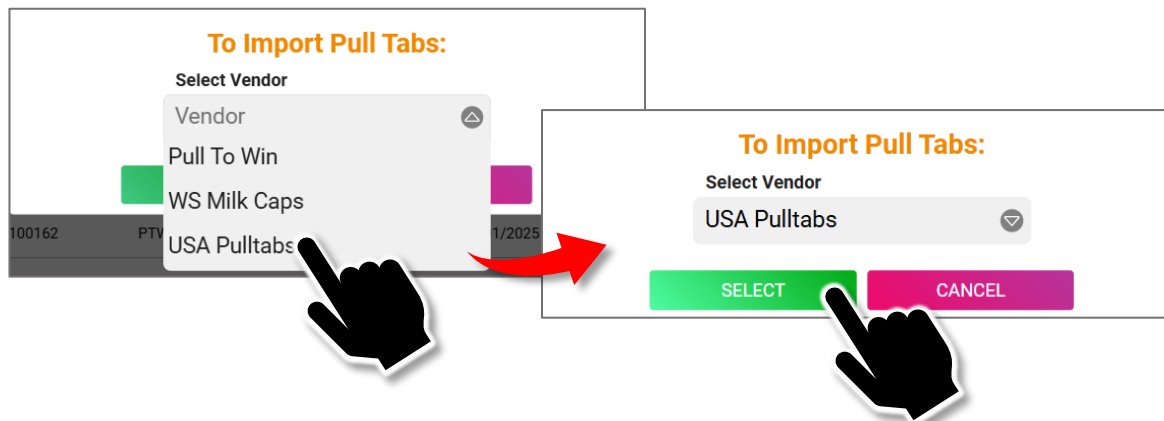 To Import Pull Tabs:
Select Vendor
Vendor
Pull To Win
WS Milk Caps
100162 PTW 1/2025
USA Pulltabs
To Import Pull Tabs:
Select Vendor
USA Pulltabs
SELECT CANCEL